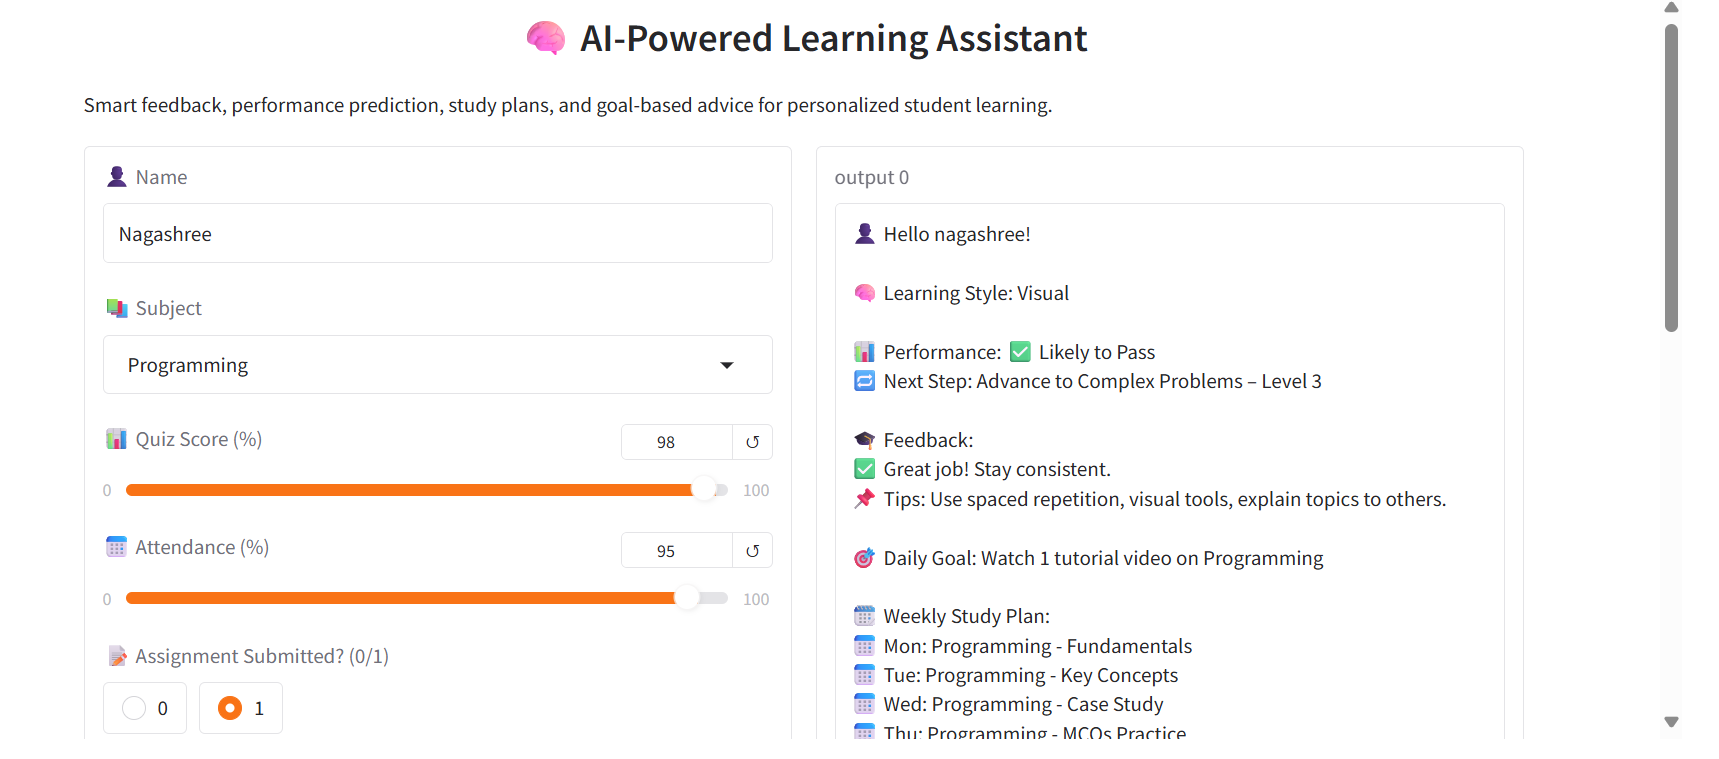 AI-Powered Learning Assistant
Smart feedback, performance prediction, study plans, and goal-based advice for personalized student learning.
Name
Nagashree
Subject
Programming
Quiz Score (%)
98
0
100
Attendance (%)
95
0
100
Assignment Submitted? (0/1)
0
1
output 0
Hello nagashree!
Learning Style: Visual
Performance: ✅ Likely to Pass
Next Step: Advance to Complex Problems – Level 3
Feedback:
Great job! Stay consistent.
Tips: Use spaced repetition, visual tools, explain topics to others.
Daily Goal: Watch 1 tutorial video on Programming
Weekly Study Plan:
Mon: Programming - Fundamentals
Tue: Programming - Key Concepts
Wed: Programming - Case Study
Thu: Programming - MCQs Practice